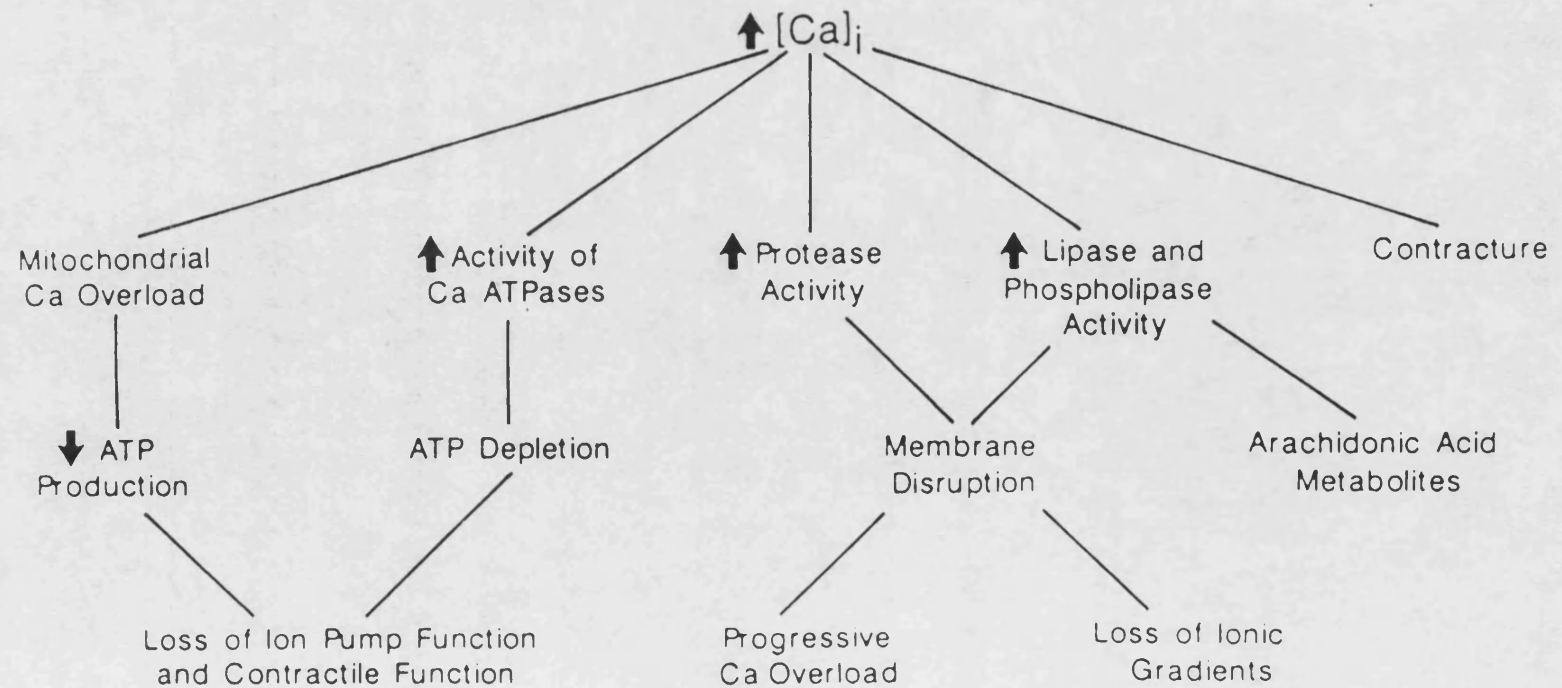 ↑ [Ca]i
Mitochondrial
Ca Overload
↑ Activity of
Ca ATPases
↑ Protease
Activity
↑ Lipase and
Phospholipase
Activity
Contracture
↓ ATP
Production
ATP Depletion
Membrane
Disruption
Arachidonic Acid
Metabolites
Loss of Ion Pump Function
and Contractile Function
Progressive
Ca Overload
Loss of Ionic
Gradients